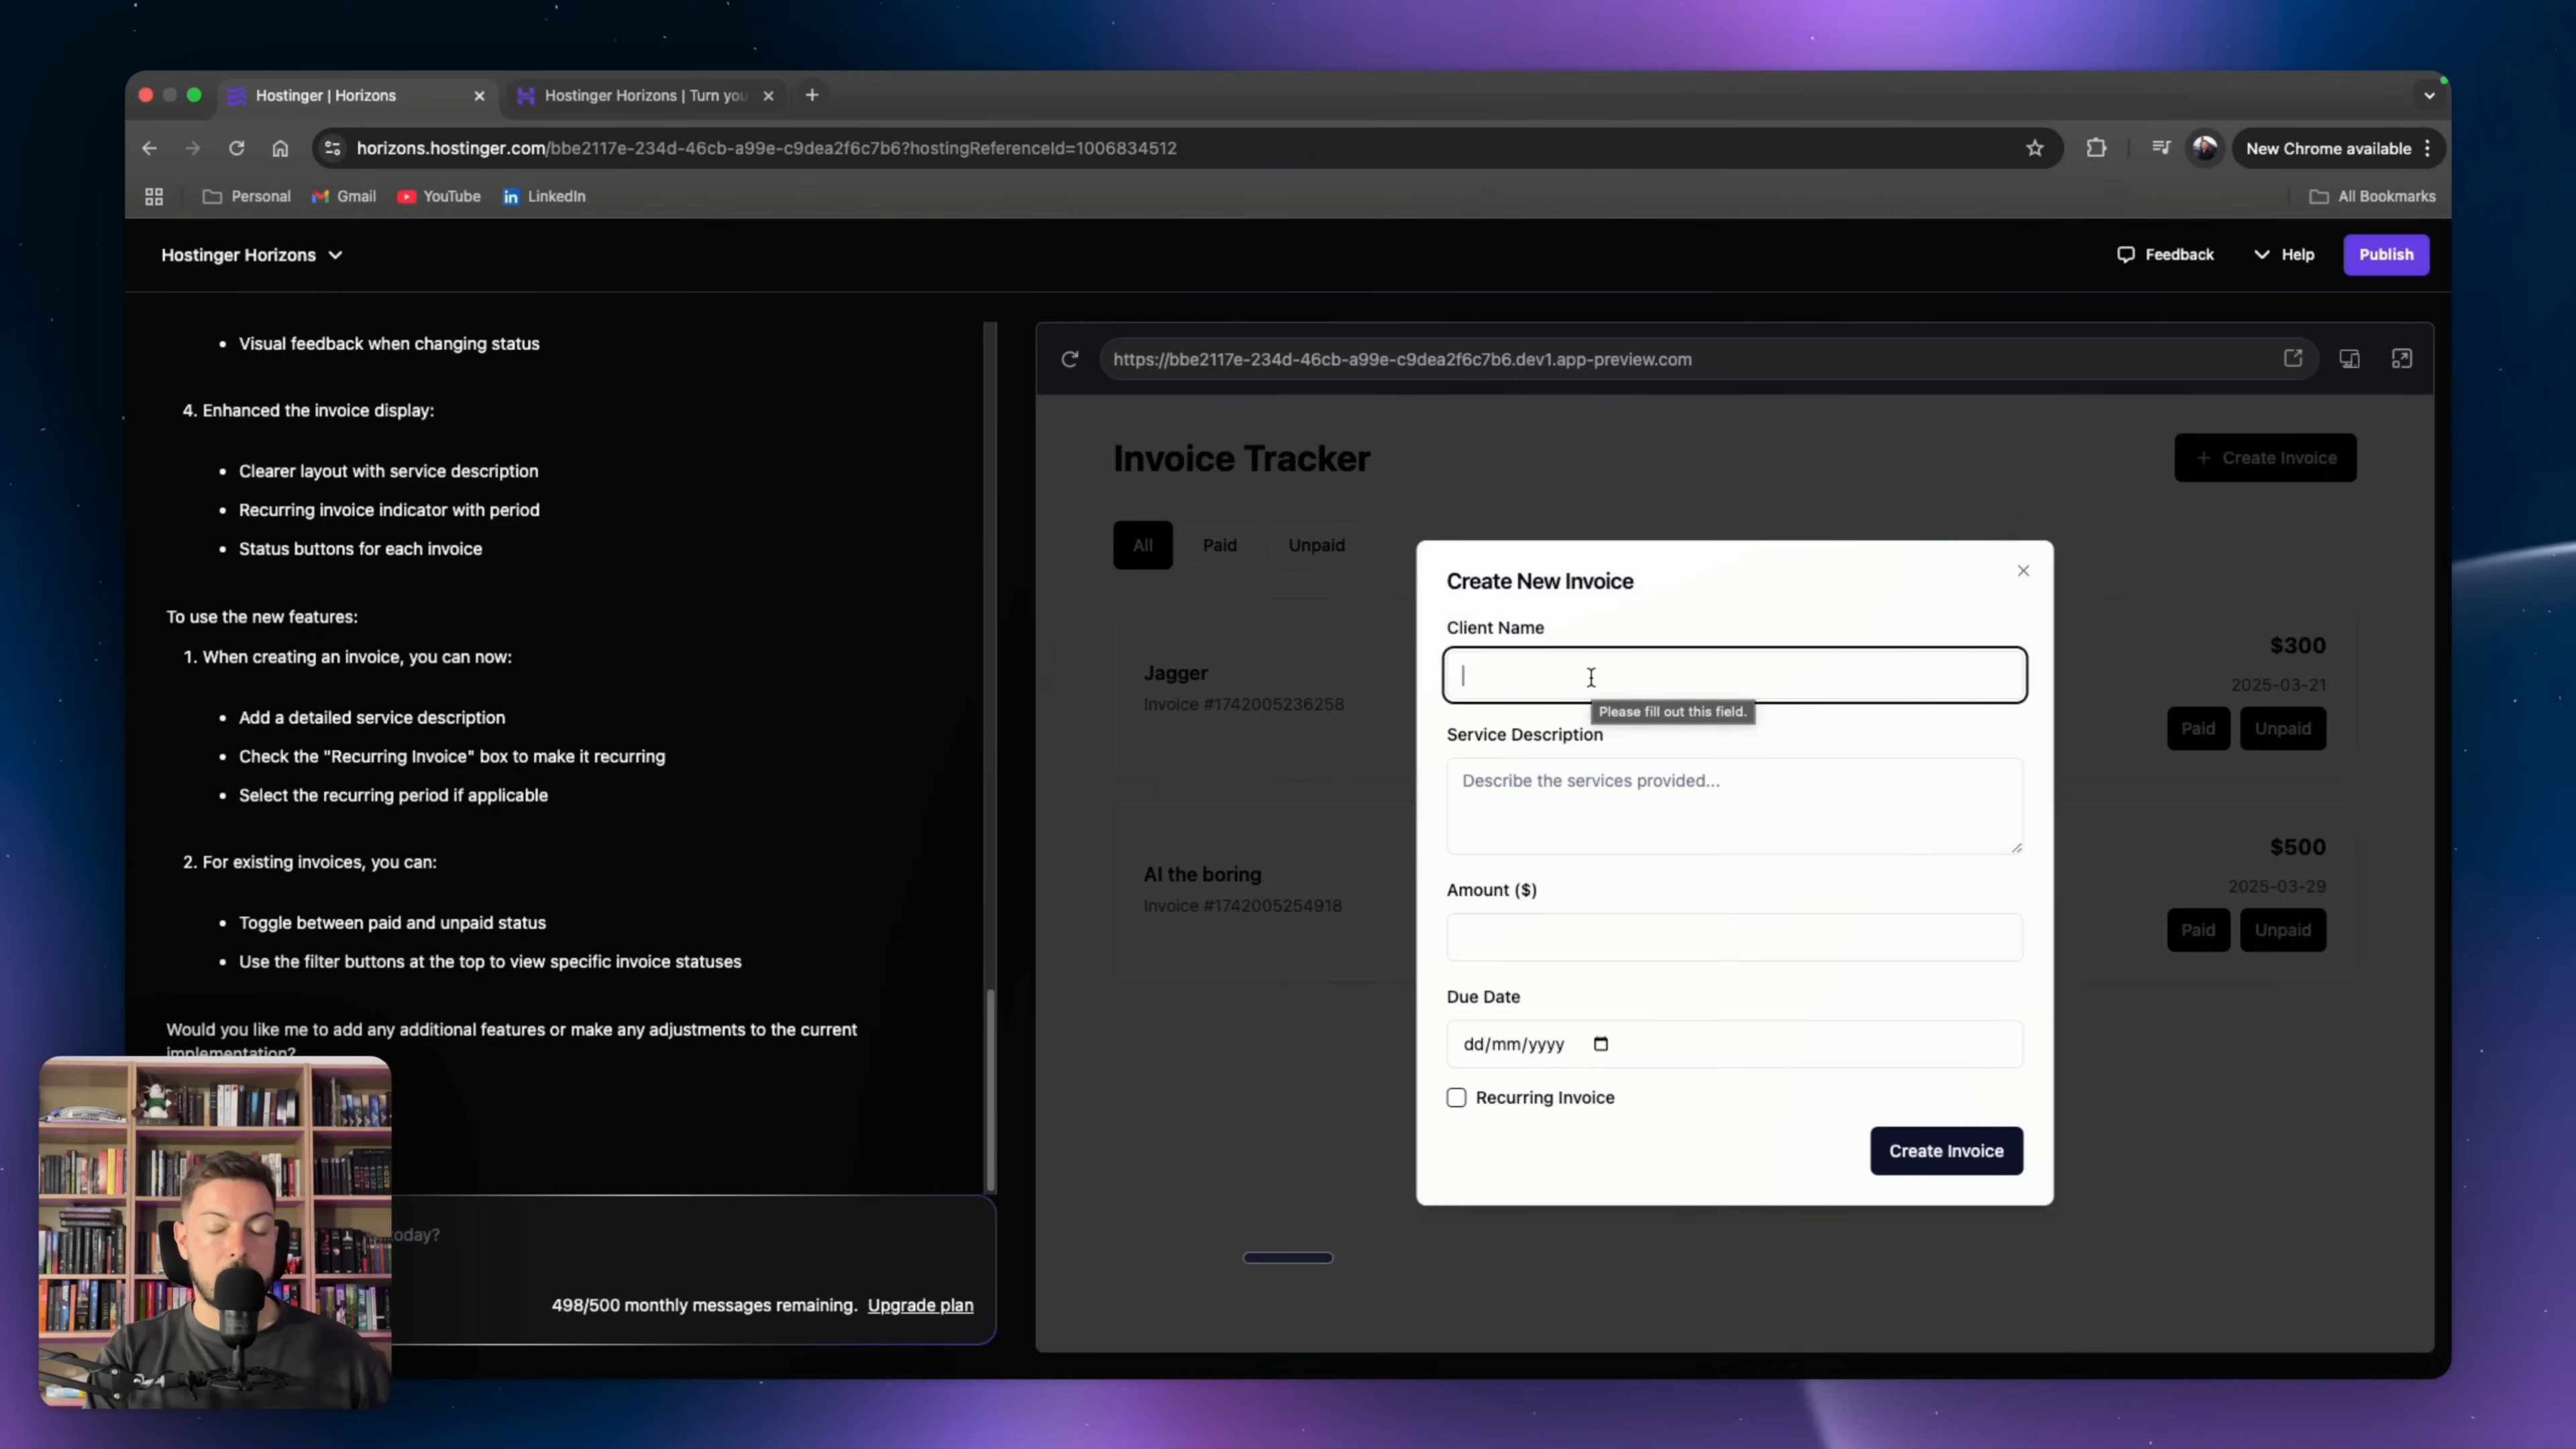 Hostinger | Horizons
Hostinger Horizons | Turn you
horizons.hostinger.com/bbe2117e-234d-46cb-a99e-c9dea2f6c7b6?hostingReferenceId=1006834512
New Chrome available
Personal
Gmail
YouTube
LinkedIn
All Bookmarks
Hostinger Horizons
Feedback
Help
Publish
• Visual feedback when changing status
4. Enhanced the invoice display:
• Clearer layout with service description
• Recurring invoice indicator with period
• Status buttons for each invoice
To use the new features:
1. When creating an invoice, you can now:
• Add a detailed service description
• Check the "Recurring Invoice" box to make it recurring
• Select the recurring period if applicable
2. For existing invoices, you can:
• Toggle between paid and unpaid status
• Use the filter buttons at the top to view specific invoice statuses
Would you like me to add any additional features or make any adjustments to the current
implementation?
today?
498/500 monthly messages remaining. Upgrade plan
https://bbe2117e-234d-46cb-a99e-c9dea2f6c7b6.dev1.app-preview.com
Invoice Tracker
+ Create Invoice
All
Paid
Unpaid
Jagger
Invoice #1742005236258
$300
2025-03-21
Paid
Unpaid
AI the boring
Invoice #1742005254918
$500
2025-03-29
Paid
Unpaid
Create New Invoice
Client Name
Please fill out this field.
Service Description
Describe the services provided...
Amount ($)
Due Date
dd/mm/yyyy
Recurring Invoice
Create Invoice